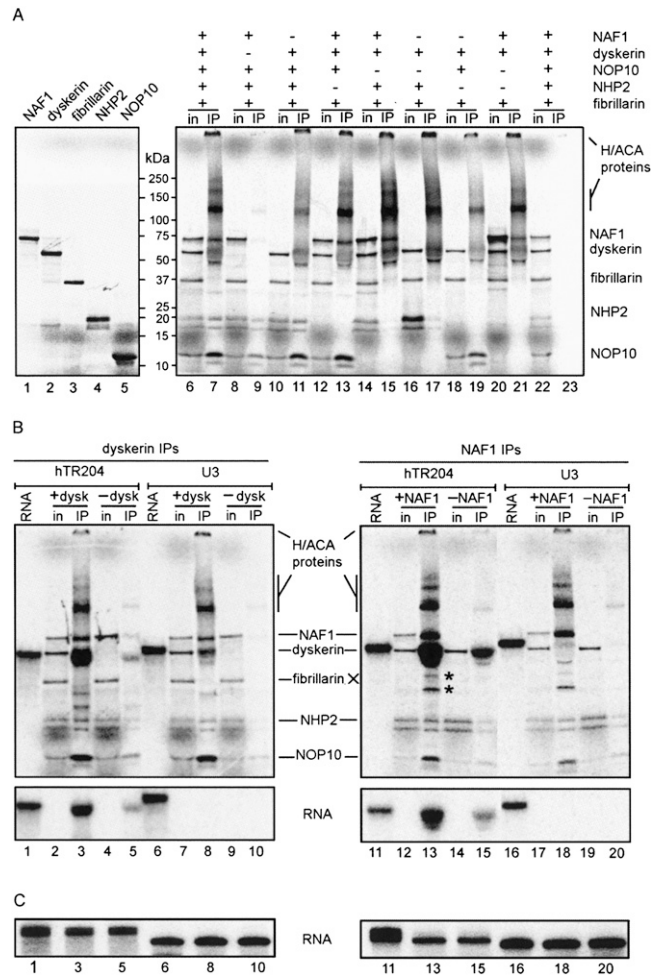 A
NAF1
dyskerin
fibrillarin
NHP2
NOP10
+ + - + + - - + + NAF1
+ - + + + + + + + dyskerin
+ + + + - - + - + NOP10
+ + + - + + - - + NHP2
+ + + + + + + + + fibrillarin
in IP in IP in IP in IP in IP in IP in IP in IP in IP
kDa
250
150
100
75
50
37
25
20
15
10
H/ACA proteins
NAF1
dyskerin
fibrillarin
NHP2
NOP10
1 2 3 4 5
6 7 8 9 10 11 12 13 14 15 16 17 18 19 20 21 22 23
B
dyskerin IPs
hTR204 U3
RNA +dysk −dysk RNA +dysk −dysk
in IP in IP in IP in IP
NAF1 IPs
hTR204 U3
RNA +NAF1 −NAF1 RNA +NAF1 −NAF1
in IP in IP in IP in IP
H/ACA proteins
NAF1
dyskerin
fibrillarin
*
*
NHP2
NOP10
RNA
1 2 3 4 5 6 7 8 9 10
11 12 13 14 15 16 17 18 19 20
C
RNA
1 3 5 6 8 10
11 13 15 16 18 20